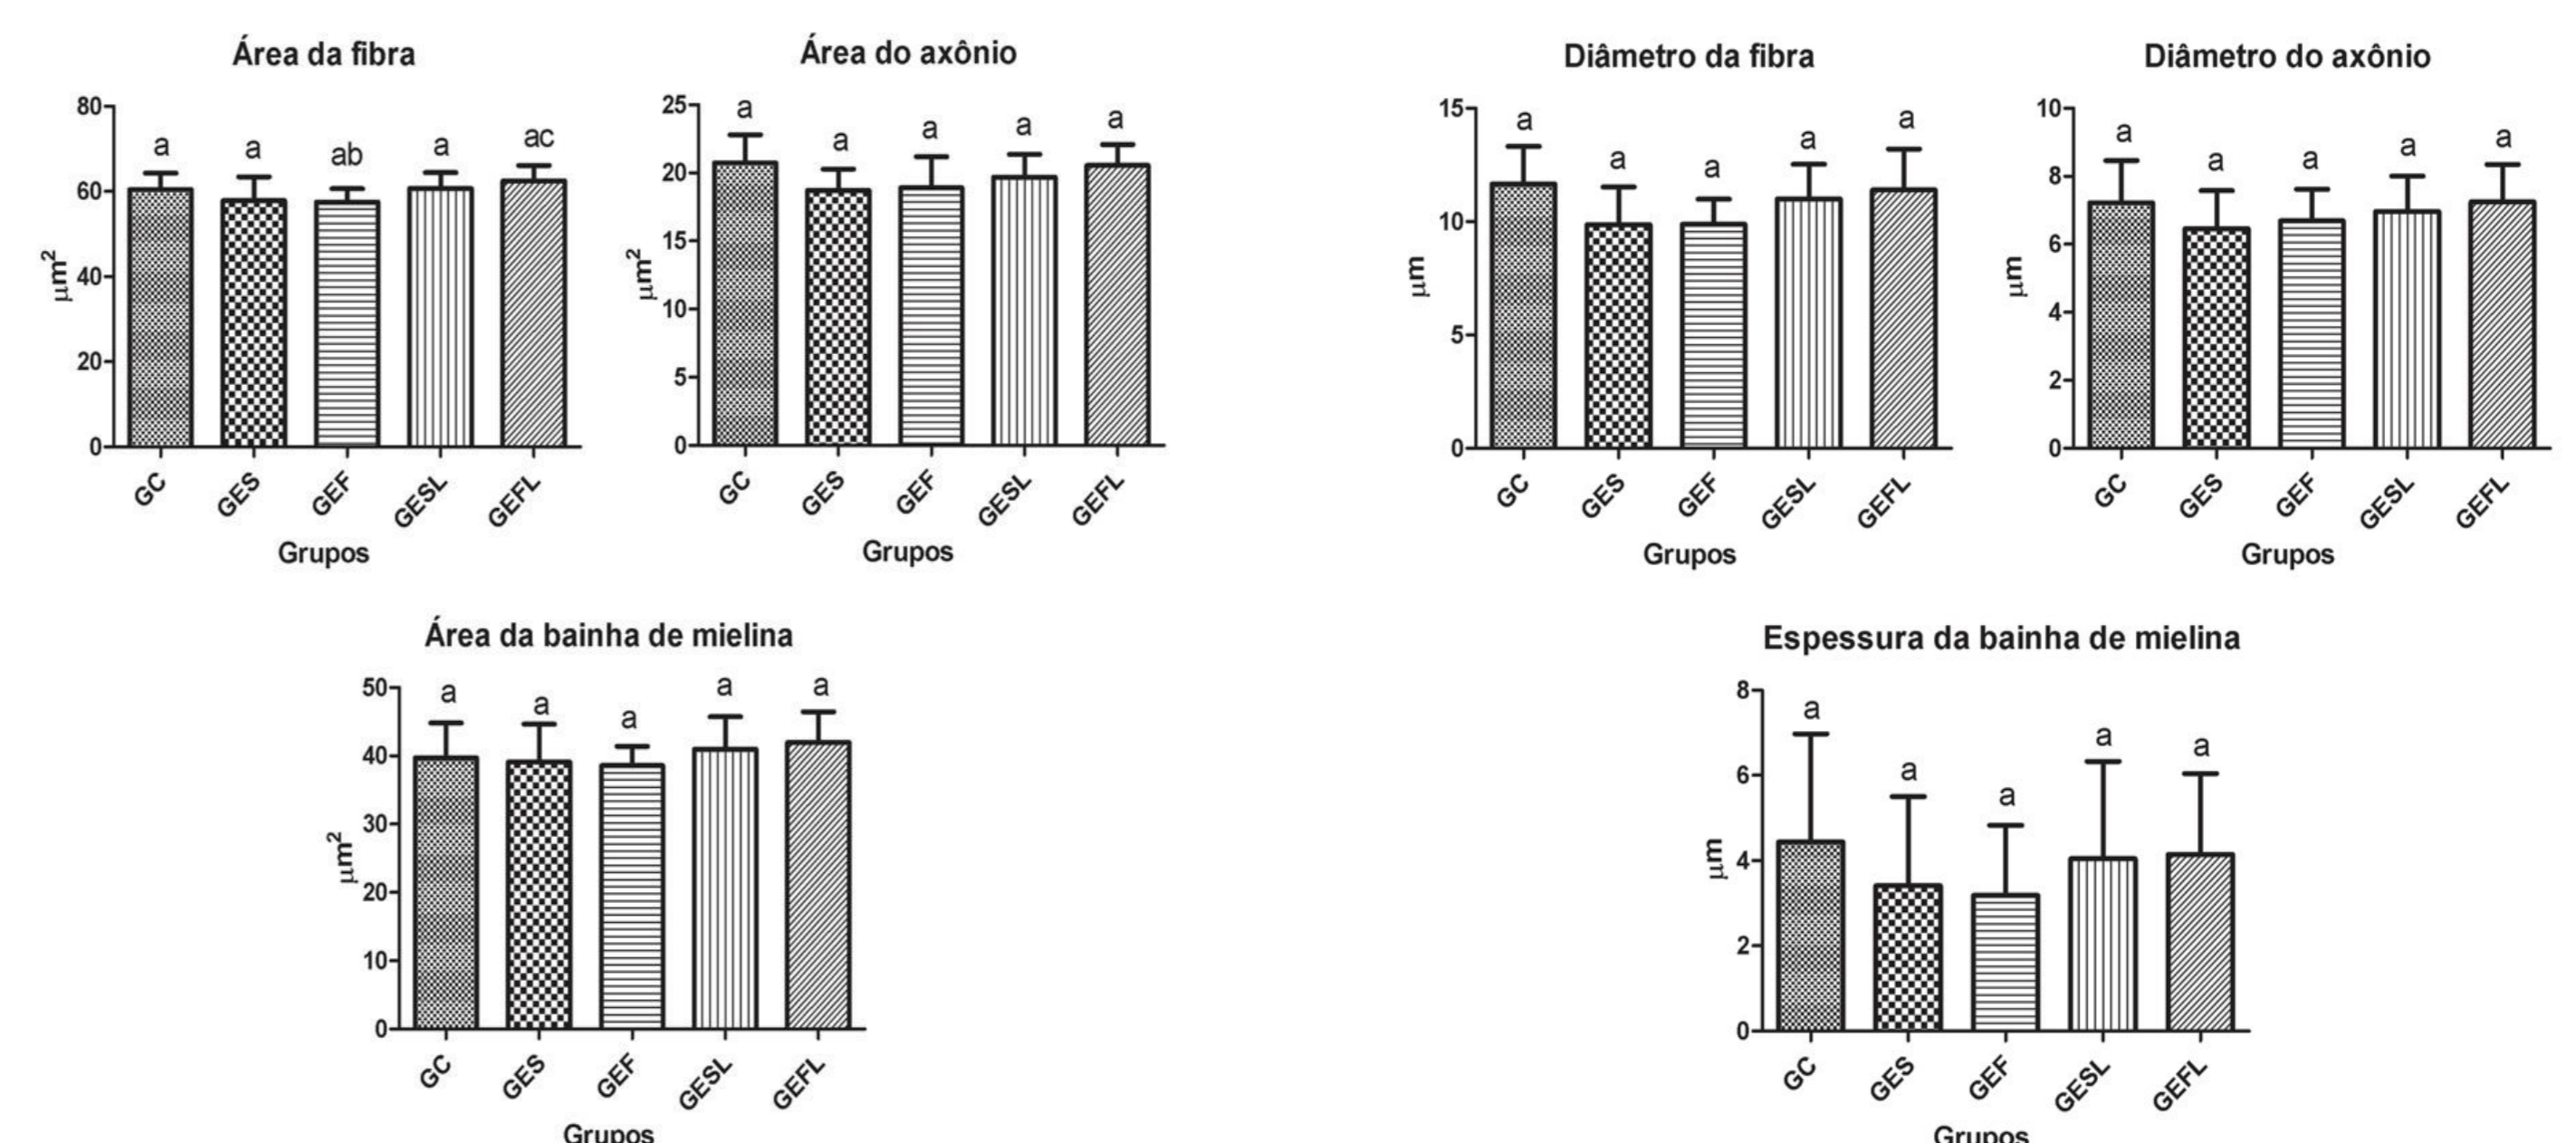 Área da fibra
80
60
40
20
0
µm²
a
a
ab
a
ac
GC
GES
GEF
GESL
GEFL
Grupos
Área do axônio
25
20
15
10
5
0
µm²
a
a
a
a
a
GC
GES
GEF
GESL
GEFL
Grupos
Diâmetro da fibra
15
10
5
0
µm
a
a
a
a
a
GC
GES
GEF
GESL
GEFL
Grupos
Diâmetro do axônio
10
8
6
4
2
0
µm
a
a
a
a
a
GC
GES
GEF
GESL
GEFL
Grupos
Área da bainha de mielina
50
40
30
20
10
0
µm²
a
a
a
a
a
GC
GES
GEF
GESL
GEFL
Grupos
Espessura da bainha de mielina
8
6
4
2
0
µm
a
a
a
a
a
GC
GES
GEF
GESL
GEFL
Grupos